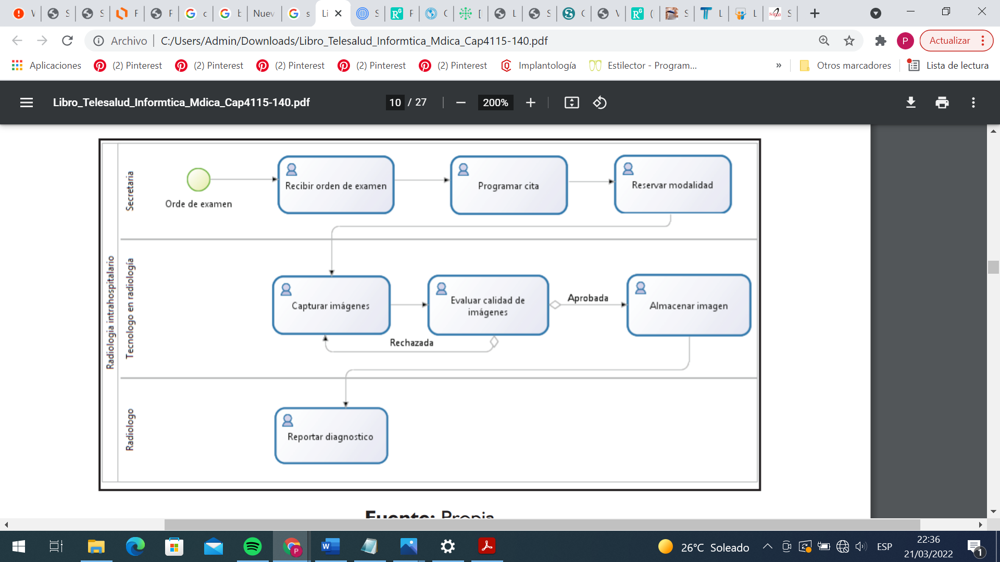 W
S
S
F
F
c
b
Nuev
s
Li
S
F
C
[
L
S
C
V
(
S
L
L
S
Archivo
C:/Users/Admin/Downloads/Libro_Telesalud_Informtica_Mdica_Cap4115-140.pdf
P
Actualizar
Aplicaciones
(2) Pinterest
(2) Pinterest
(2) Pinterest
(2) Pinterest
(2) Pinterest
Implantología
Estilector - Program...
»
Otros marcadores
Lista de lectura
Libro_Telesalud_Informtica_Mdica_Cap4115-140.pdf
10 / 27
200%
Radiologia intrahospitalario
Secretaria
Orde de examen
Recibir orden de examen
Programar cita
Reservar modalidad
Tecnologo en radiología
Capturar imágenes
Evaluar calidad de
imágenes
Aprobada
Almacenar imagen
Rechazada
Radiologo
Reportar diagnostico
Fuente: Propia
26°C Soleado
ESP
22:36
21/03/2022
1